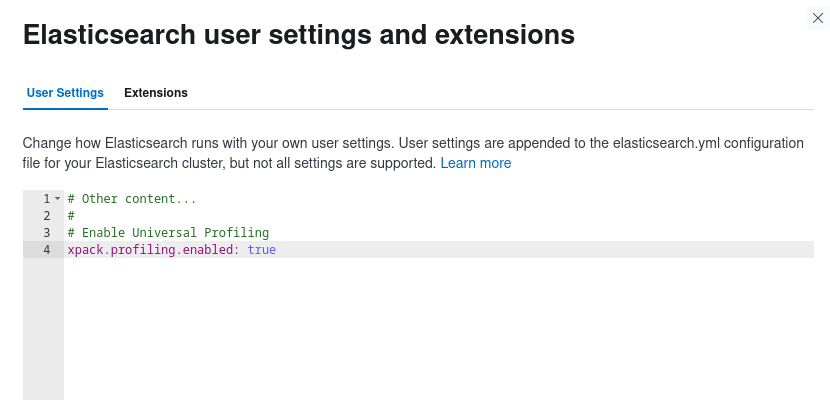 Elasticsearch user settings and extensions
User Settings Extensions
Change how Elasticsearch runs with your own user settings. User settings are appended to the elasticsearch.yml configuration
file for your Elasticsearch cluster, but not all settings are supported. Learn more
1 # Other content...
2 #
3 # Enable Universal Profiling
4 xpack.profiling.enabled: true